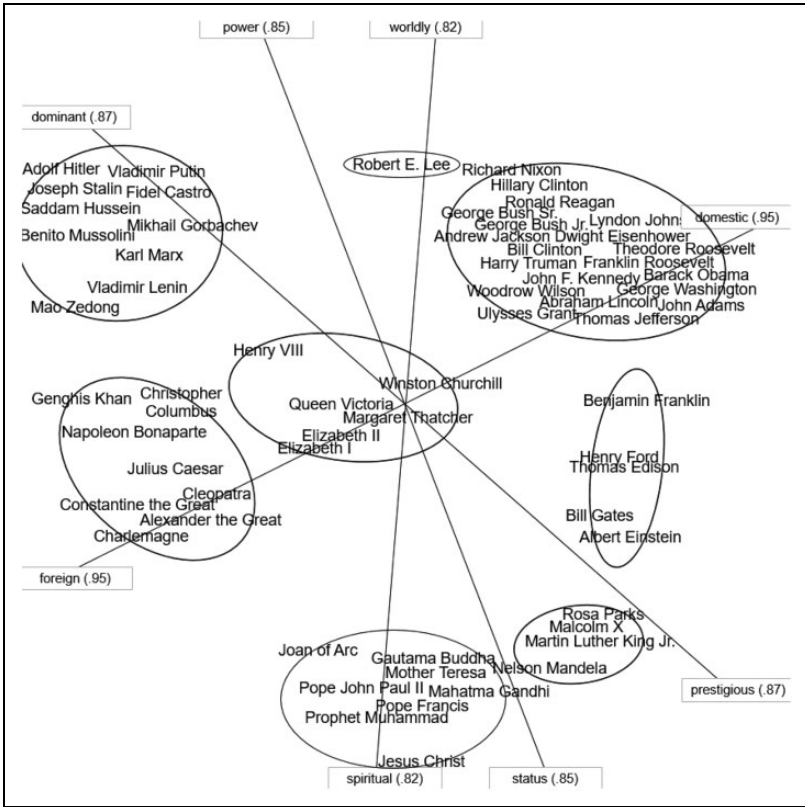 power (.85)
worldly (.82)
dominant (.87)
Robert E. Lee
Adolf Hitler
Vladimir Putin
Joseph Stalin
Fidel Castro
Saddam Hussein
Mikhail Gorbachev
Benito Mussolini
Karl Marx
Vladimir Lenin
Mao Zedong
Richard Nixon
Hillary Clinton
Ronald Reagan
George Bush Sr.
George Bush Jr.
Lyndon Johns
domestic (.95)
Andrew Jackson
Dwight Eisenhower
Bill Clinton
Theodore Roosevelt
Harry Truman
Franklin Roosevelt
John F. Kennedy
Barack Obama
Woodrow Wilson
George Washington
Abraham Lincoln
John Adams
Ulysses Grant
Thomas Jefferson
Henry VIII
Winston Churchill
Queen Victoria
Margaret Thatcher
Elizabeth II
Elizabeth I
Genghis Khan
Christopher
Columbus
Napoleon Bonaparte
Julius Caesar
Cleopatra
Constantine the Great
Alexander the Great
Charlemagne
foreign (.95)
Benjamin Franklin
Henry Ford
Thomas Edison
Bill Gates
Albert Einstein
Rosa Parks
Malcolm X
Martin Luther King Jr.
Nelson Mandela
prestigious (.87)
Joan of Arc
Gautama Buddha
Mother Teresa
Pope John Paul II
Mahatma Gandhi
Pope Francis
Prophet Muhammad
Jesus Christ
spiritual (.82)
status (.85)